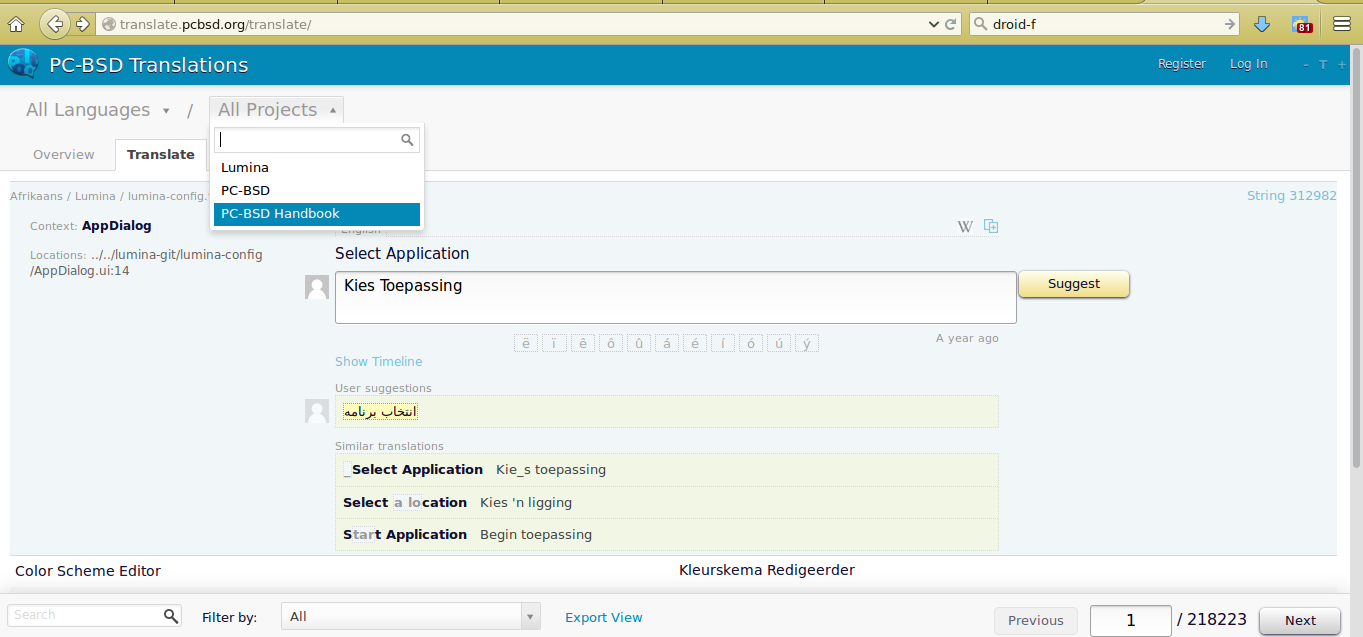 translate.pcbsd.org/translate/
droid-f
81
PC-BSD Translations
Register
Log In
- T +
All Languages ▾ / All Projects ▴
Overview
Translate
Lumina
PC-BSD
PC-BSD Handbook
Afrikaans / Lumina / lumina-config.
String 312982
Context: AppDialog
Locations: ../../lumina-git/lumina-config
/AppDialog.ui:14
English
W
Select Application
Kies Toepassing
Suggest
ë ï ê ô û á é í ó ú ý
A year ago
Show Timeline
User suggestions
انتخاب برنامه
Similar translations
_Select Application Kie_s toepassing
Select a location Kies 'n ligging
Start Application Begin toepassing
Color Scheme Editor
Kleurskema Redigeerder
Search
Filter by:
All
Export View
Previous
1
/ 218223
Next